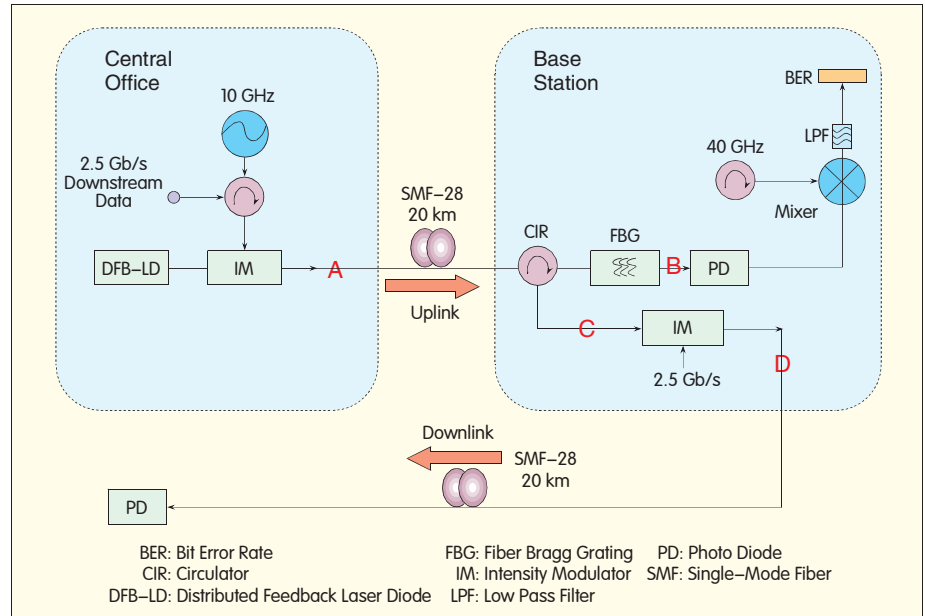 Central
Office
10 GHz
2.5 Gb/s
Downstream
Data
DFB–LD
IM
A
SMF–28
20 km
Uplink
Base
Station
BER
LPF
40 GHz
Mixer
CIR
FBG
B
PD
C
IM
D
2.5 Gb/s
Downlink
SMF–28
20 km
PD
BER: Bit Error Rate
FBG: Fiber Bragg Grating
PD: Photo Diode
CIR: Circulator
IM: Intensity Modulator
SMF: Single–Mode Fiber
DFB–LD: Distributed Feedback Laser Diode
LPF: Low Pass Filter